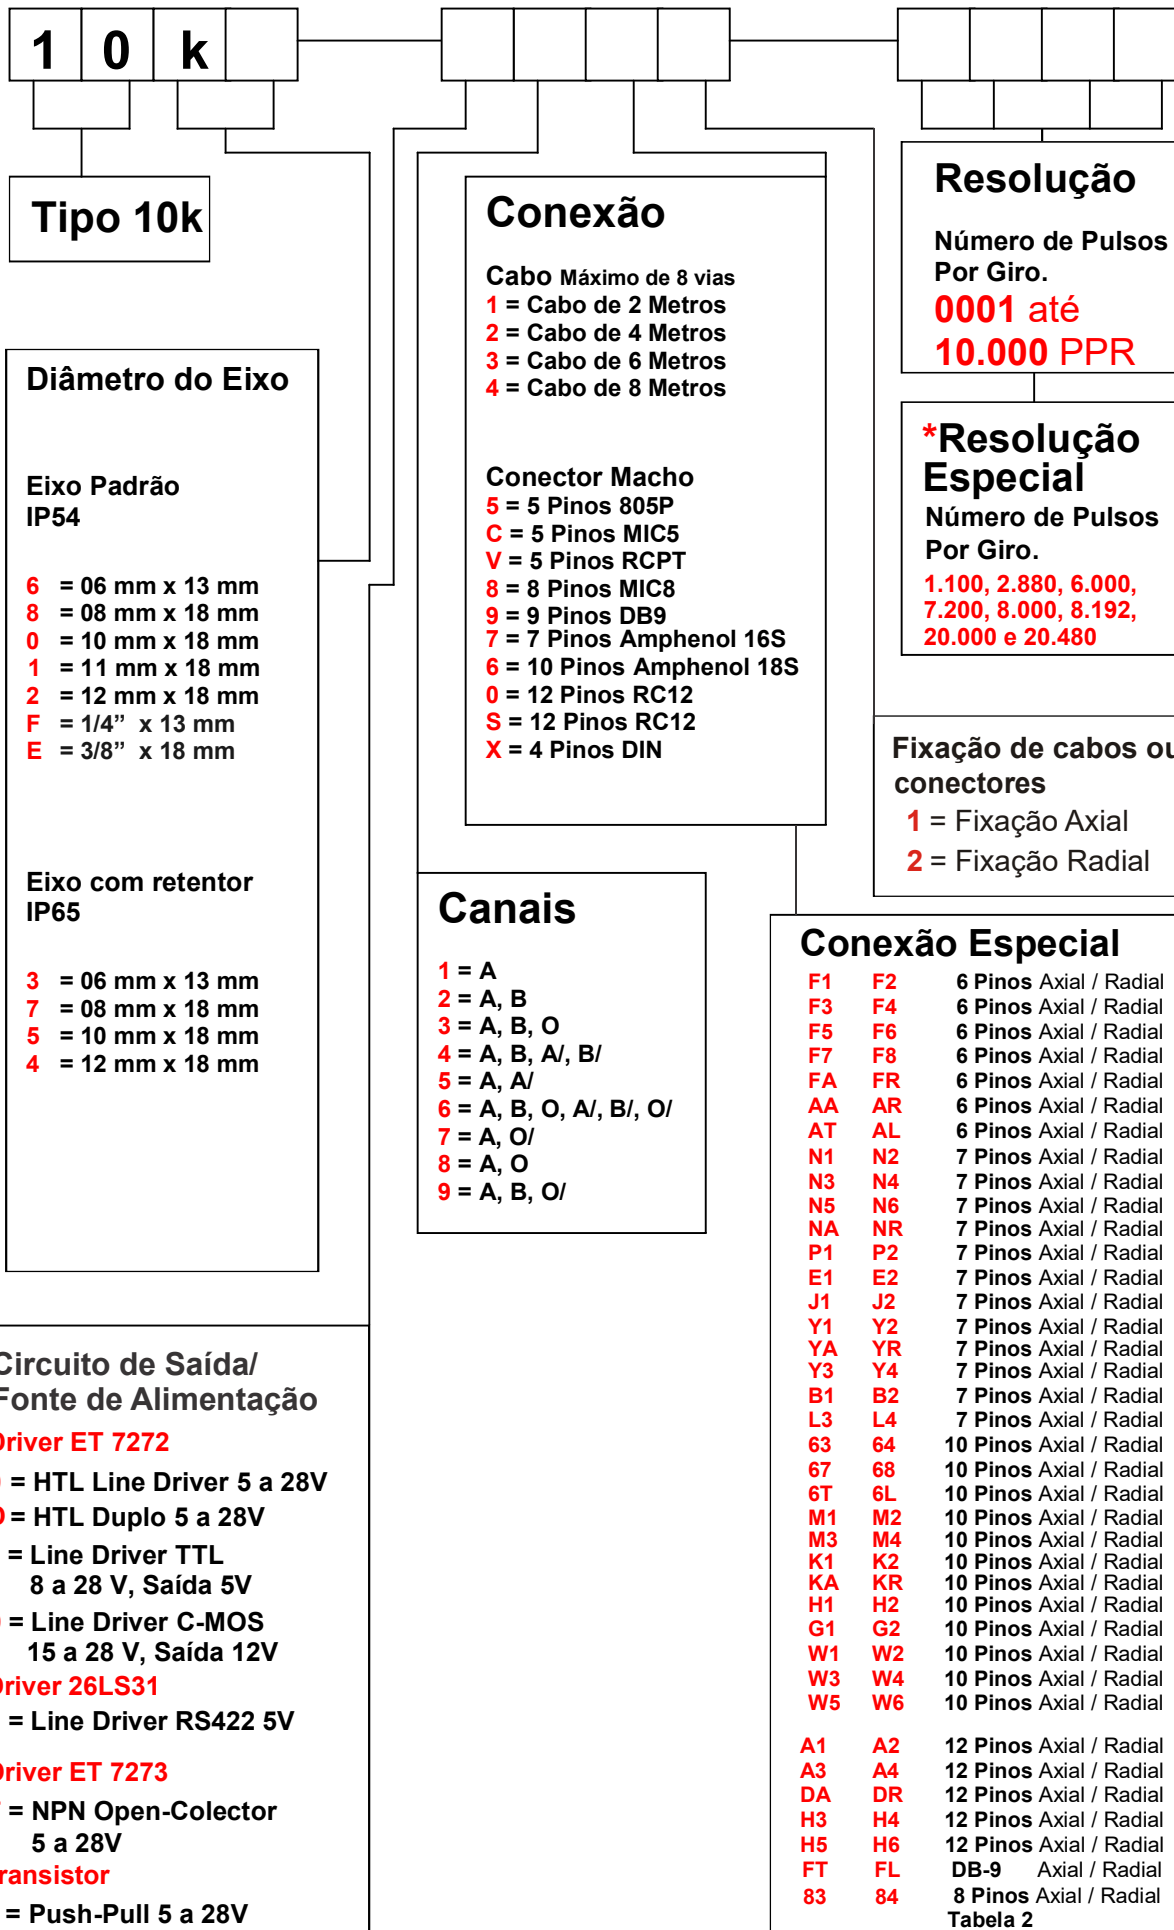 1 0 k
Tipo 10k
Diâmetro do Eixo
Eixo Padrão
IP54
6 = 06 mm x 13 mm
8 = 08 mm x 18 mm
0 = 10 mm x 18 mm
1 = 11 mm x 18 mm
2 = 12 mm x 18 mm
F = 1/4” x 13 mm
E = 3/8” x 18 mm
Eixo com retentor
IP65
3 = 06 mm x 13 mm
7 = 08 mm x 18 mm
5 = 10 mm x 18 mm
4 = 12 mm x 18 mm
Circuito de Saída/
Fonte de Alimentação
Driver ET 7272
= HTL Line Driver 5 a 28V
= HTL Duplo 5 a 28V
= Line Driver TTL
8 a 28 V, Saída 5V
= Line Driver C-MOS
15 a 28 V, Saída 12V
Driver 26LS31
= Line Driver RS422 5V
Driver ET 7273
= NPN Open-Colector
5 a 28V
ransistor
= Push-Pull 5 a 28V
Conexão
Cabo Máximo de 8 vias
1 = Cabo de 2 Metros
2 = Cabo de 4 Metros
3 = Cabo de 6 Metros
4 = Cabo de 8 Metros
Conector Macho
5 = 5 Pinos 805P
C = 5 Pinos MIC5
V = 5 Pinos RCPT
8 = 8 Pinos MIC8
9 = 9 Pinos DB9
7 = 7 Pinos Amphenol 16S
6 = 10 Pinos Amphenol 18S
0 = 12 Pinos RC12
S = 12 Pinos RC12
X = 4 Pinos DIN
Canais
1 = A
2 = A, B
3 = A, B, O
4 = A, B, A/, B/
5 = A, A/
6 = A, B, O, A/, B/, O/
7 = A, O/
8 = A, O
9 = A, B, O/
Resolução
Número de Pulsos
Por Giro.
0001 até
10.000 PPR
*Resolução
Especial
Número de Pulsos
Por Giro.
1.100, 2.880, 6.000,
7.200, 8.000, 8.192,
20.000 e 20.480
Fixação de cabos ou
conectores
1 = Fixação Axial
2 = Fixação Radial
Conexão Especial
F1 F2 6 Pinos Axial / Radial
F3 F4 6 Pinos Axial / Radial
F5 F6 6 Pinos Axial / Radial
F7 F8 6 Pinos Axial / Radial
FA FR 6 Pinos Axial / Radial
AA AR 6 Pinos Axial / Radial
AT AL 6 Pinos Axial / Radial
N1 N2 7 Pinos Axial / Radial
N3 N4 7 Pinos Axial / Radial
N5 N6 7 Pinos Axial / Radial
NA NR 7 Pinos Axial / Radial
P1 P2 7 Pinos Axial / Radial
E1 E2 7 Pinos Axial / Radial
J1 J2 7 Pinos Axial / Radial
Y1 Y2 7 Pinos Axial / Radial
YA YR 7 Pinos Axial / Radial
Y3 Y4 7 Pinos Axial / Radial
B1 B2 7 Pinos Axial / Radial
L3 L4 7 Pinos Axial / Radial
63 64 10 Pinos Axial / Radial
67 68 10 Pinos Axial / Radial
6T 6L 10 Pinos Axial / Radial
M1 M2 10 Pinos Axial / Radial
M3 M4 10 Pinos Axial / Radial
K1 K2 10 Pinos Axial / Radial
KA KR 10 Pinos Axial / Radial
H1 H2 10 Pinos Axial / Radial
G1 G2 10 Pinos Axial / Radial
W1 W2 10 Pinos Axial / Radial
W3 W4 10 Pinos Axial / Radial
W5 W6 10 Pinos Axial / Radial
A1 A2 12 Pinos Axial / Radial
A3 A4 12 Pinos Axial / Radial
DA DR 12 Pinos Axial / Radial
H3 H4 12 Pinos Axial / Radial
H5 H6 12 Pinos Axial / Radial
FT FL DB-9 Axial / Radial
83 84 8 Pinos Axial / Radial
Tabela 2